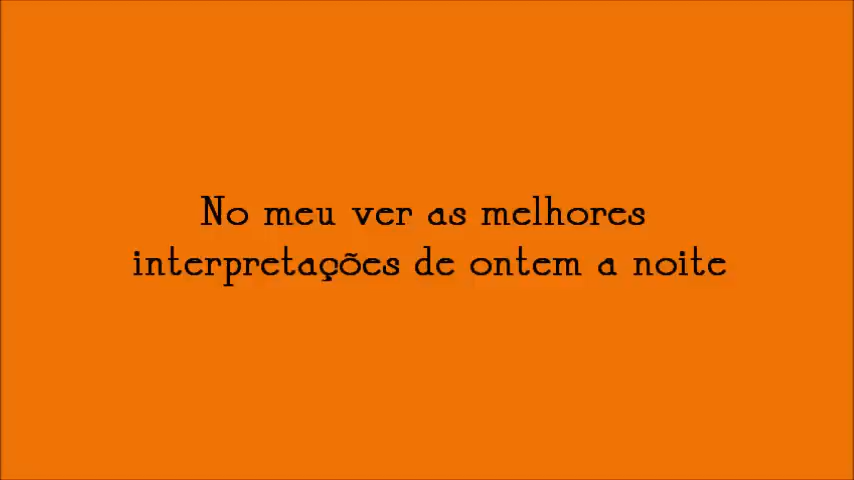 No meu ver as melhores
interpretações de ontem a noite